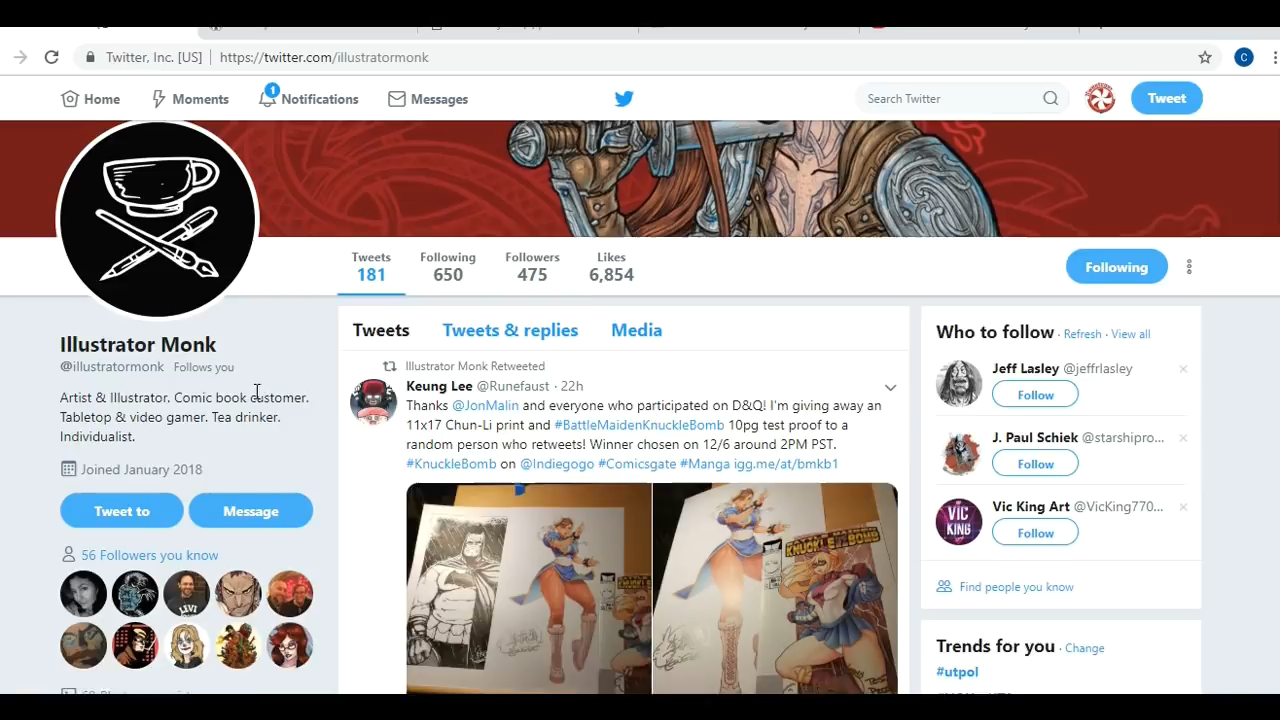 Twitter, Inc. [US]
https://twitter.com/illustratormonk
C
Home
Moments
1
Notifications
Messages
Search Twitter
Tweet
Tweets
181
Following
650
Followers
475
Likes
6,854
Following
Illustrator Monk
@illustratormonk Follows you
Artist & Illustrator. Comic book customer.
Tabletop & video gamer. Tea drinker.
Individualist.
Joined January 2018
Tweet to
Message
56 Followers you know
Tweets
Tweets & replies
Media
Illustrator Monk Retweeted
Keung Lee @Runefaust · 22h
Thanks @JonMalin and everyone who participated on D&Q! I'm giving away an
11x17 Chun-Li print and #BattleMaidenKnuckleBomb 10pg test proof to a
random person who retweets! Winner chosen on 12/6 around 2PM PST.
#KnuckleBomb on @Indiegogo #Comicsgate #Manga igg.me/at/bmkb1
KNUCKLE BOMB
Who to follow · Refresh · View all
Jeff Lasley @jeffrlasley
Follow
J. Paul Schiek @starshipro...
Follow
VIC
KING
Vic King Art @VicKing770...
Follow
Find people you know
Trends for you · Change
#utpol